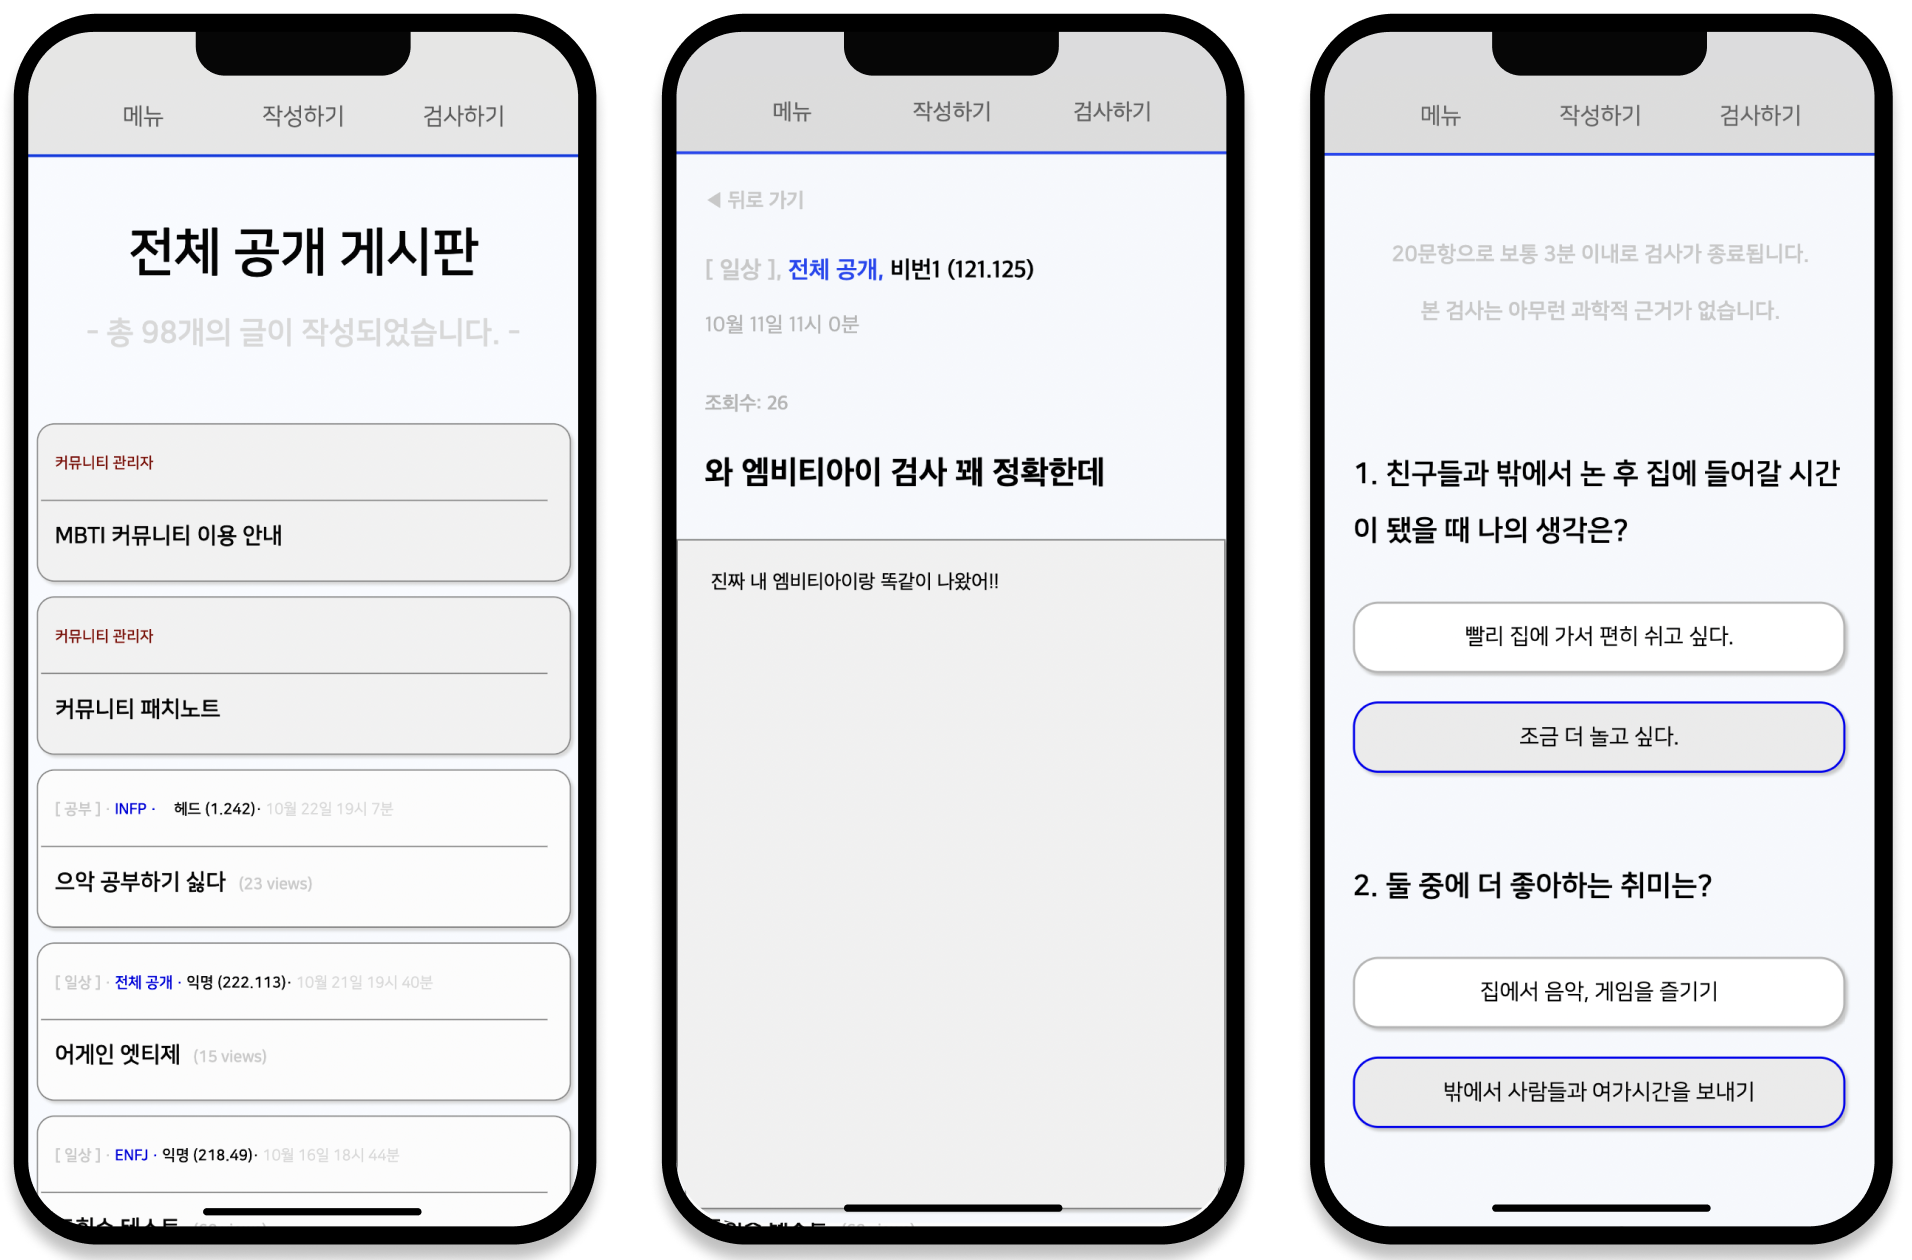 메뉴 작성하기 검사하기
전체 공개 게시판
- 총 98개의 글이 작성되었습니다. -
커뮤니티 관리자
MBTI 커뮤니티 이용 안내
커뮤니티 관리자
커뮤니티 패치노트
[ 공부 ] · INFP · 헤드 (1.242)· 10월 22일 19시 7분
으악 공부하기 싫다 (23 views)
[ 일상 ] · 전체 공개 · 익명 (222.113)· 10월 21일 19시 40분
어게인 엣티제 (15 views)
[ 일상 ] · ENFJ · 익명 (218.49)· 10월 16일 18시 44분
메뉴 작성하기 검사하기
◀ 뒤로 가기
[ 일상 ], 전체 공개, 비번1 (121.125)
10월 11일 11시 0분
조회수: 26
와 엠비티아이 검사 꽤 정확한데
진짜 내 엠비티아이랑 똑같이 나왔어!!
메뉴 작성하기 검사하기
20문항으로 보통 3분 이내로 검사가 종료됩니다.
본 검사는 아무런 과학적 근거가 없습니다.
1. 친구들과 밖에서 논 후 집에 들어갈 시간
이 됐을 때 나의 생각은?
빨리 집에 가서 편히 쉬고 싶다.
조금 더 놀고 싶다.
2. 둘 중에 더 좋아하는 취미는?
집에서 음악, 게임을 즐기기
밖에서 사람들과 여가시간을 보내기